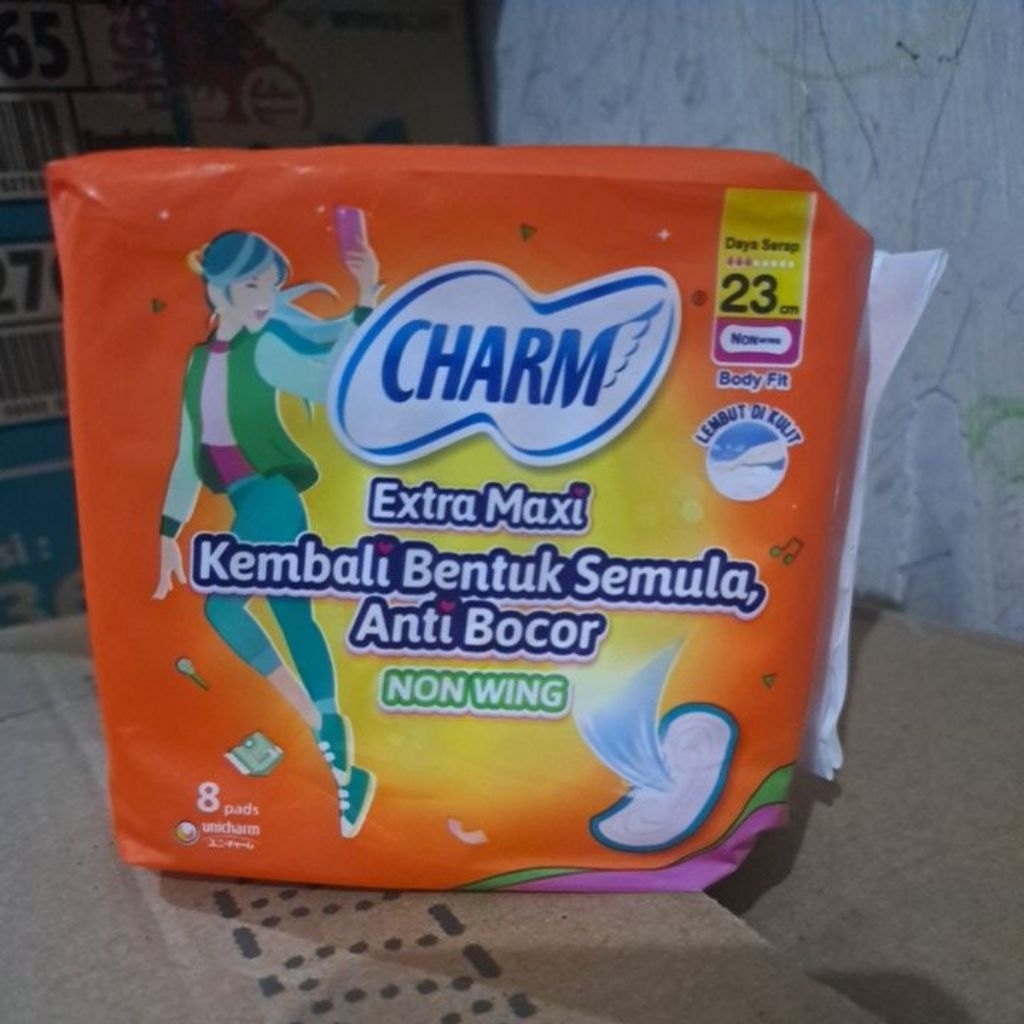 65
Daya Serap
23 cm
NON WING
Body Fit
LEMBUT DI KULIT
CHARM
®
Extra Maxi
Kembali Bentuk Semula,
Anti Bocor
NON WING
8 pads
unicharm
ユニ・チャーム